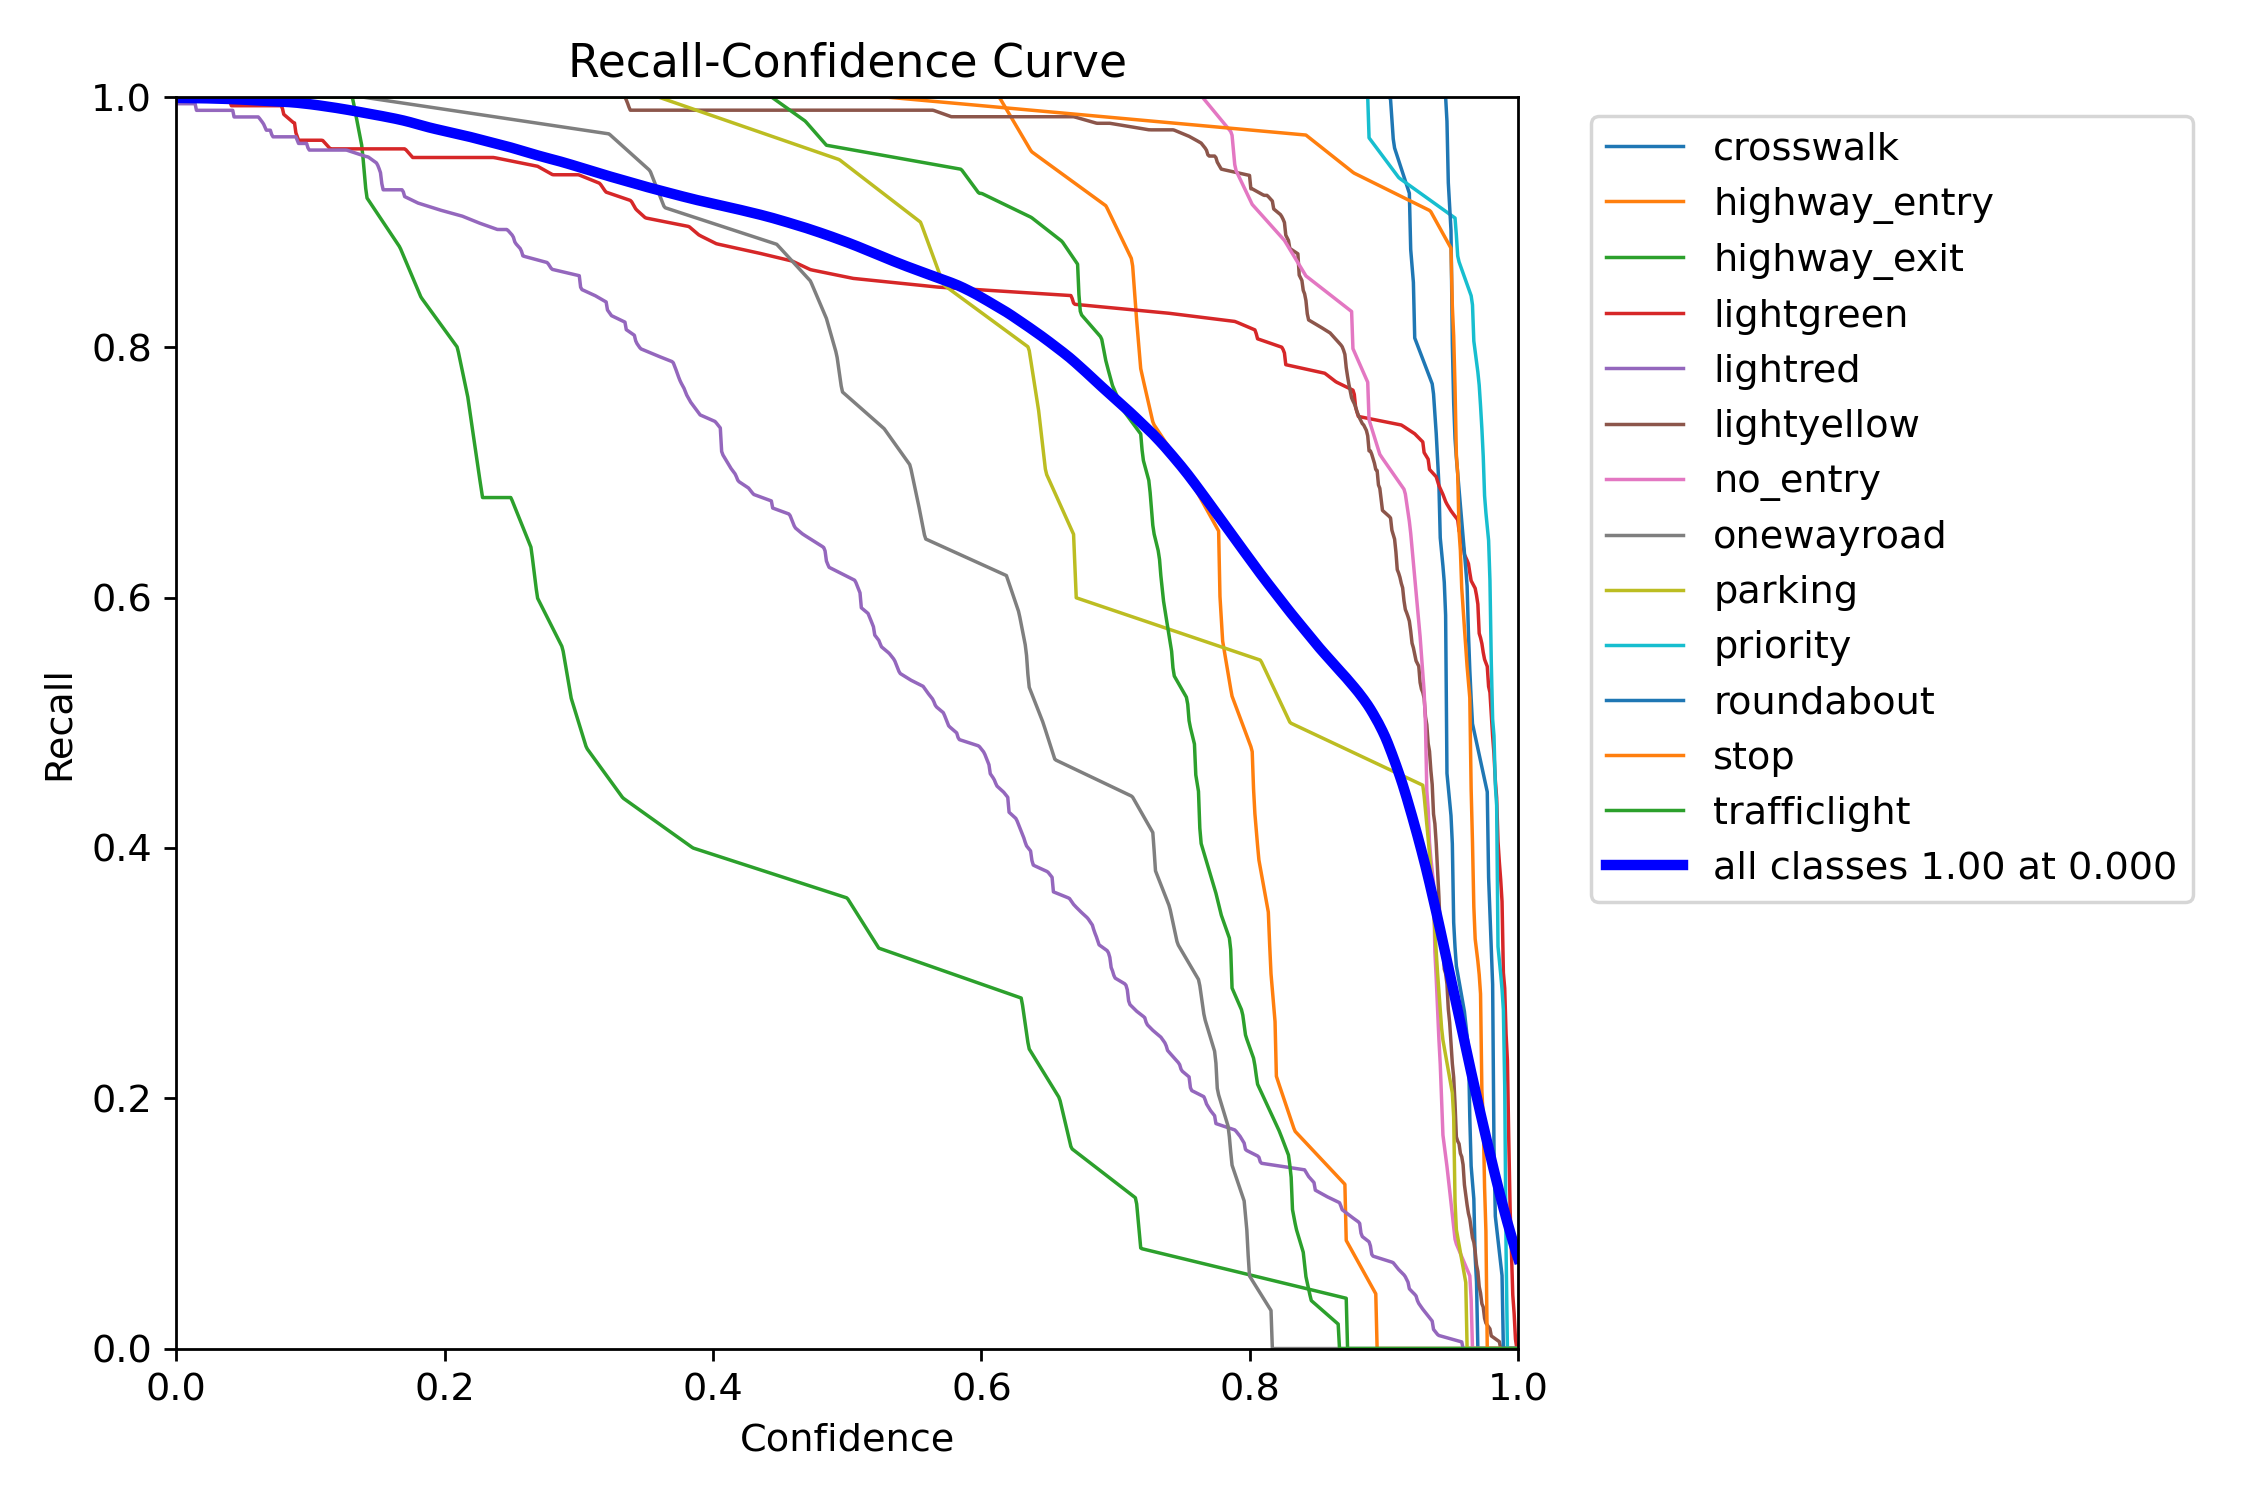 Recall-Confidence Curve
1.0
0.8
0.6
0.4
0.2
0.0
Recall
0.0 0.2 0.4 0.6 0.8 1.0
Confidence
crosswalk
highway_entry
highway_exit
lightgreen
lightred
lightyellow
no_entry
onewayroad
parking
priority
roundabout
stop
trafficlight
all classes 1.00 at 0.000